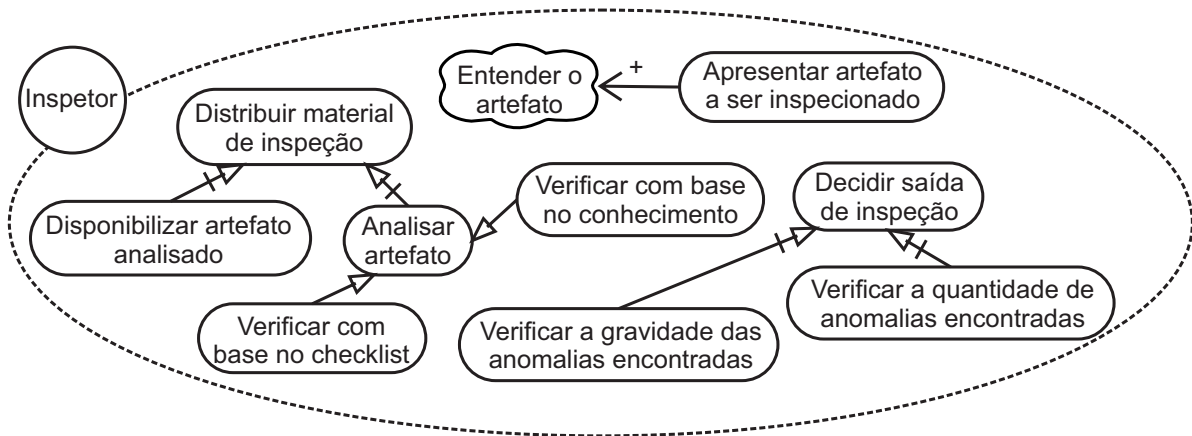 Inspetor
Entender o
artefato
+
Apresentar artefato
a ser inspecionado
Distribuir material
de inspeção
Disponibilizar artefato
analisado
Analisar
artefato
Verificar com base
no conhecimento
Decidir saída
de inspeção
Verificar com
base no checklist
Verificar a gravidade das
anomalias encontradas
Verificar a quantidade de
anomalias encontradas